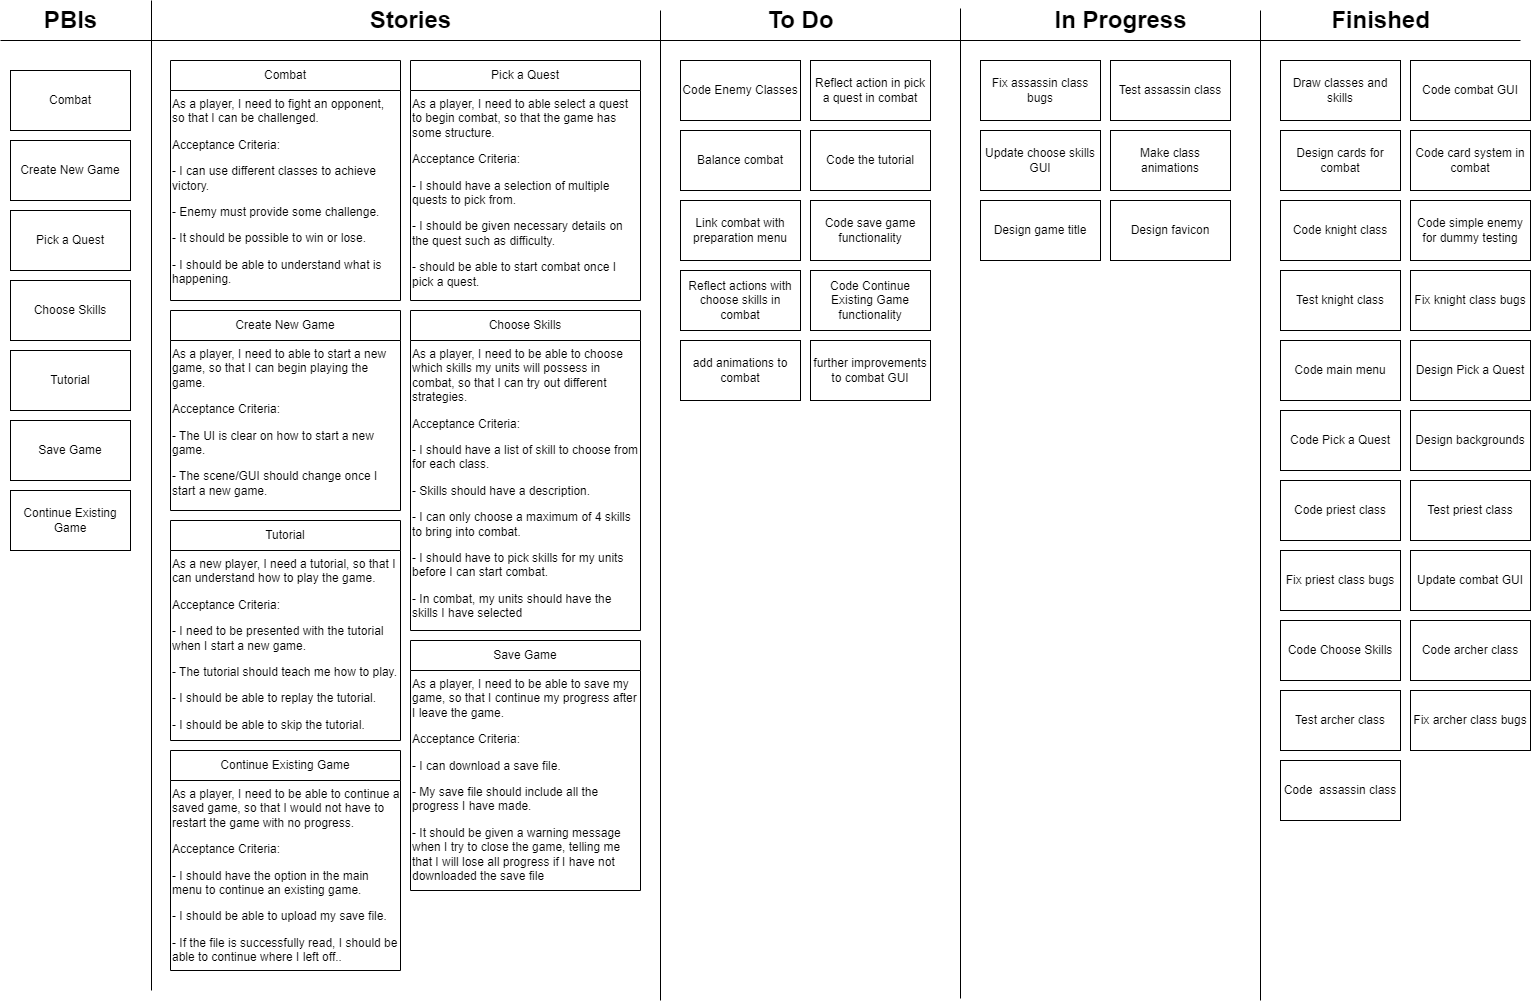 PBIs
Stories
To Do
In Progress
Finished
Combat
Create New Game
Pick a Quest
Choose Skills
Tutorial
Save Game
Continue Existing
Game
Combat
As a player, I need to fight an opponent,
so that I can be challenged.
Acceptance Criteria:
- I can use different classes to achieve
victory.
- Enemy must provide some challenge.
- It should be possible to win or lose.
- I should be able to understand what is
happening.
Create New Game
As a player, I need to able to start a new
game, so that I can begin playing the
game.
Acceptance Criteria:
- The UI is clear on how to start a new
game.
- The scene/GUI should change once I
start a new game.
Tutorial
As a new player, I need a tutorial, so that I
can understand how to play the game.
Acceptance Criteria:
- I need to be presented with the tutorial
when I start a new game.
- The tutorial should teach me how to play.
- I should be able to replay the tutorial.
- I should be able to skip the tutorial.
Continue Existing Game
As a player, I need to be able to continue a
saved game, so that I would not have to
restart the game with no progress.
Acceptance Criteria:
- I should have the option in the main
menu to continue an existing game.
- I should be able to upload my save file.
- If the file is successfully read, I should be
able to continue where I left off..
Pick a Quest
As a player, I need to able select a quest
to begin combat, so that the game has
some structure.
Acceptance Criteria:
- I should have a selection of multiple
quests to pick from.
- I should be given necessary details on
the quest such as difficulty.
- should be able to start combat once I
pick a quest.
Choose Skills
As a player, I need to be able to choose
which skills my units will possess in
combat, so that I can try out different
strategies.
Acceptance Criteria:
- I should have a list of skill to choose from
for each class.
- Skills should have a description.
- I can only choose a maximum of 4 skills
to bring into combat.
- I should have to pick skills for my units
before I can start combat.
- In combat, my units should have the
skills I have selected
Save Game
As a player, I need to be able to save my
game, so that I continue my progress after
I leave the game.
Acceptance Criteria:
- I can download a save file.
- My save file should include all the
progress I have made.
- It should be given a warning message
when I try to close the game, telling me
that I will lose all progress if I have not
downloaded the save file
Code Enemy Classes
Reflect action in pick
a quest in combat
Balance combat
Code the tutorial
Link combat with
preparation menu
Code save game
functionality
Reflect actions with
choose skills in
combat
Code Continue
Existing Game
functionality
add animations to
combat
further improvements
to combat GUI
Fix assassin class
bugs
Test assassin class
Update choose skills
GUI
Make class
animations
Design game title
Design favicon
Draw classes and
skills
Code combat GUI
Design cards for
combat
Code card system in
combat
Code knight class
Code simple enemy
for dummy testing
Test knight class
Fix knight class bugs
Code main menu
Design Pick a Quest
Code Pick a Quest
Design backgrounds
Code priest class
Test priest class
Fix priest class bugs
Update combat GUI
Code Choose Skills
Code archer class
Test archer class
Fix archer class bugs
Code  assassin class